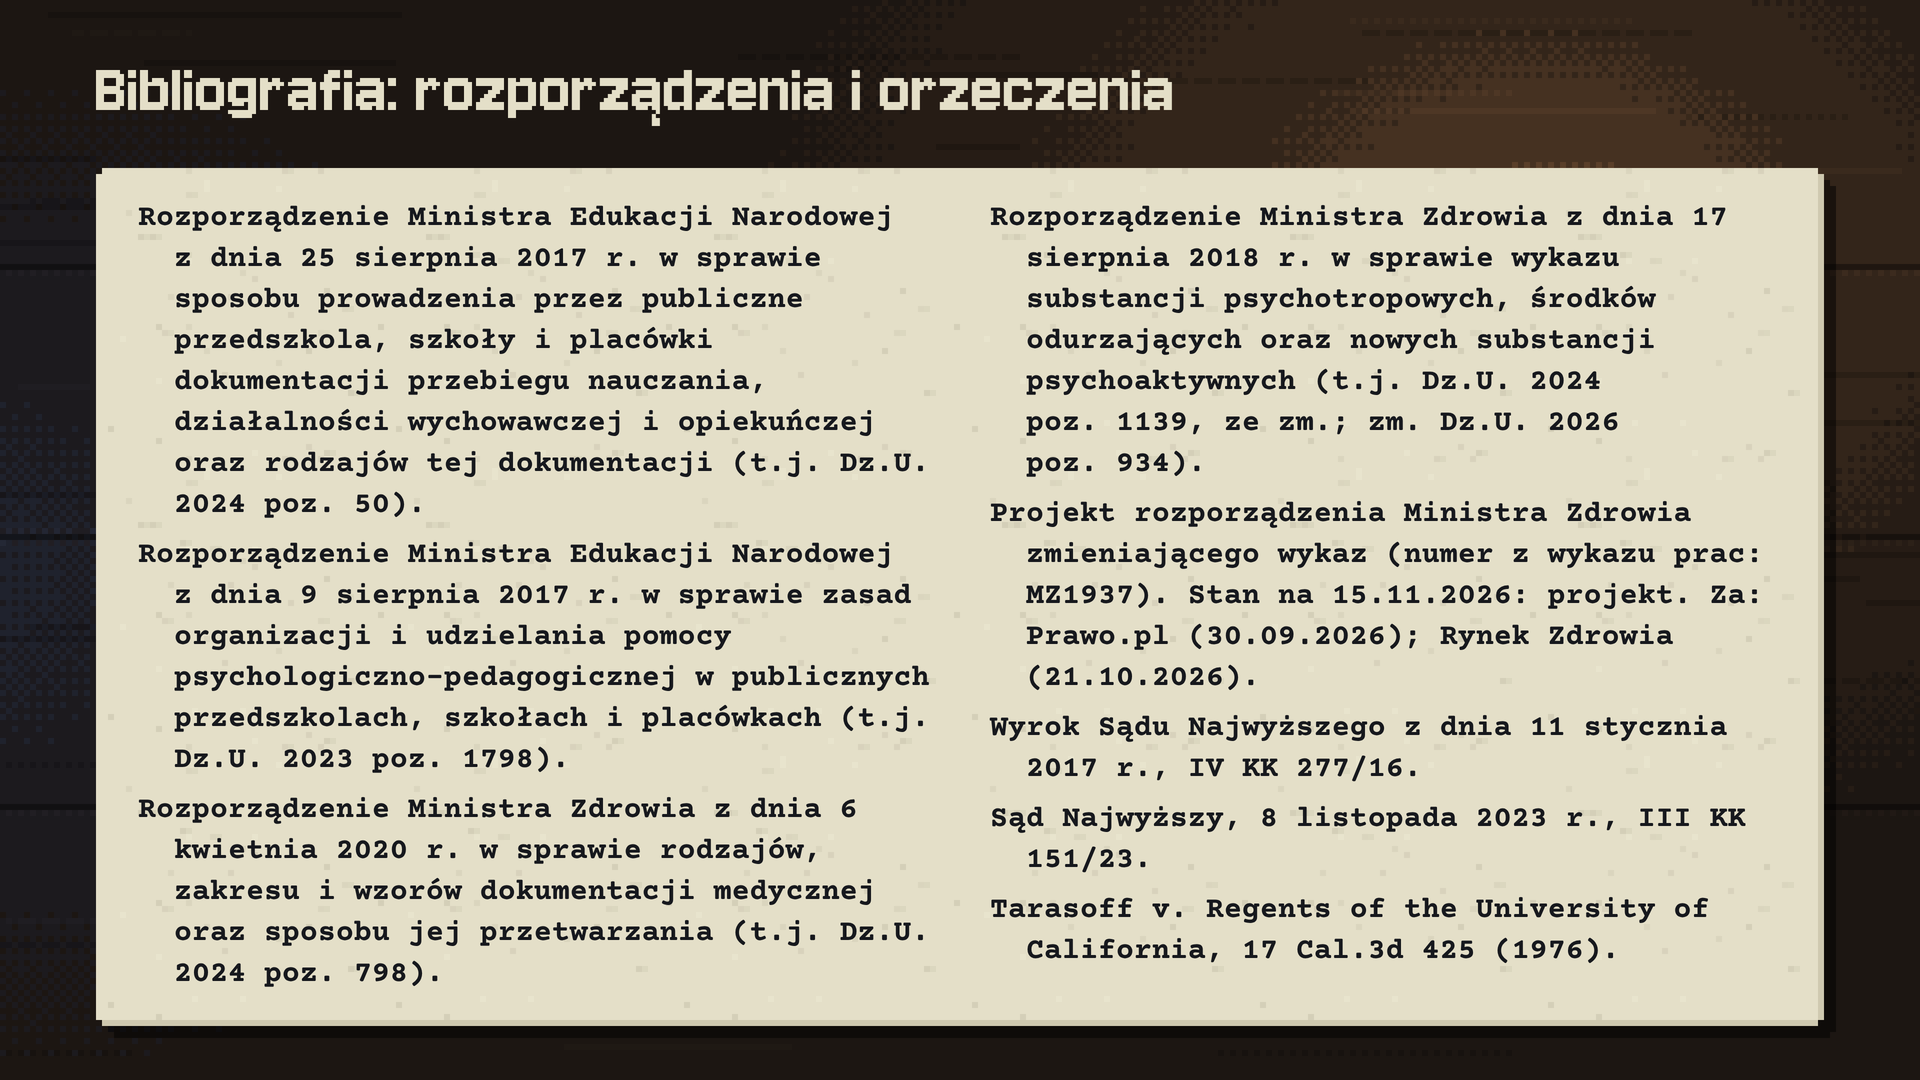 Bibliografia: rozporządzenia i orzeczenia
Rozporządzenie Ministra Edukacji Narodowej
z dnia 25 sierpnia 2017 r. w sprawie
sposobu prowadzenia przez publiczne
przedszkola, szkoły i placówki
dokumentacji przebiegu nauczania,
działalności wychowawczej i opiekuńczej
oraz rodzajów tej dokumentacji (t.j. Dz.U.
2024 poz. 50).
Rozporządzenie Ministra Edukacji Narodowej
z dnia 9 sierpnia 2017 r. w sprawie zasad
organizacji i udzielania pomocy
psychologiczno-pedagogicznej w publicznych
przedszkolach, szkołach i placówkach (t.j.
Dz.U. 2023 poz. 1798).
Rozporządzenie Ministra Zdrowia z dnia 6
kwietnia 2020 r. w sprawie rodzajów,
zakresu i wzorów dokumentacji medycznej
oraz sposobu jej przetwarzania (t.j. Dz.U.
2024 poz. 798).
Rozporządzenie Ministra Zdrowia z dnia 17
sierpnia 2018 r. w sprawie wykazu
substancji psychotropowych, środków
odurzających oraz nowych substancji
psychoaktywnych (t.j. Dz.U. 2024
poz. 1139, ze zm.; zm. Dz.U. 2026
poz. 934).
Projekt rozporządzenia Ministra Zdrowia
zmieniającego wykaz (numer z wykazu prac:
MZ1937). Stan na 15.11.2026: projekt. Za:
Prawo.pl (30.09.2026); Rynek Zdrowia
(21.10.2026).
Wyrok Sądu Najwyższego z dnia 11 stycznia
2017 r., IV KK 277/16.
Sąd Najwyższy, 8 listopada 2023 r., III KK
151/23.
Tarasoff v. Regents of the University of
California, 17 Cal.3d 425 (1976).